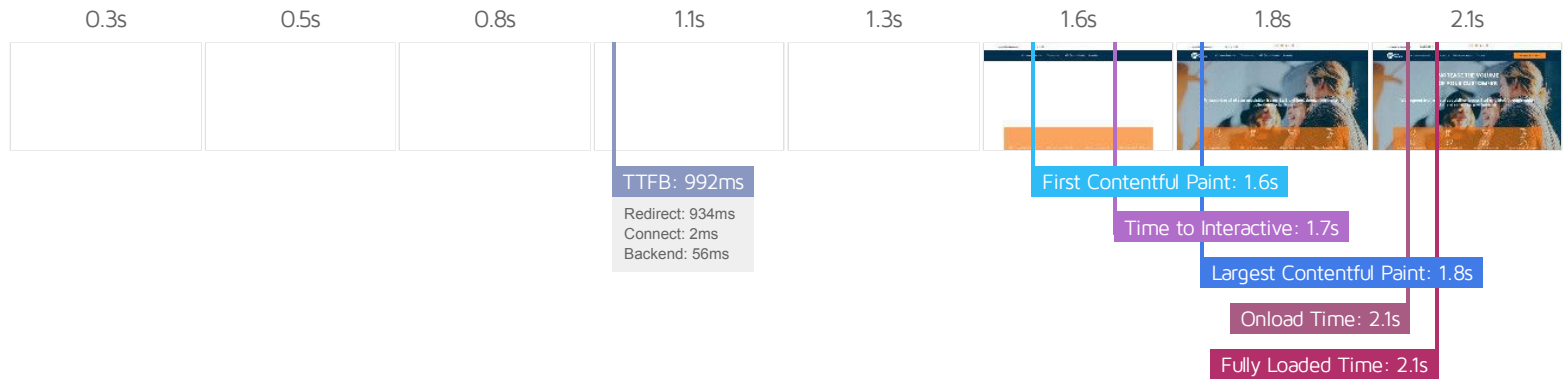 0.3s
0.5s
0.8s
1.1s
1.3s
1.6s
1.8s
2.1s
TTFB: 992ms
Redirect: 934ms
Connect: 2ms
Backend: 56ms
First Contentful Paint: 1.6s
Time to Interactive: 1.7s
Largest Contentful Paint: 1.8s
Onload Time: 2.1s
Fully Loaded Time: 2.1s